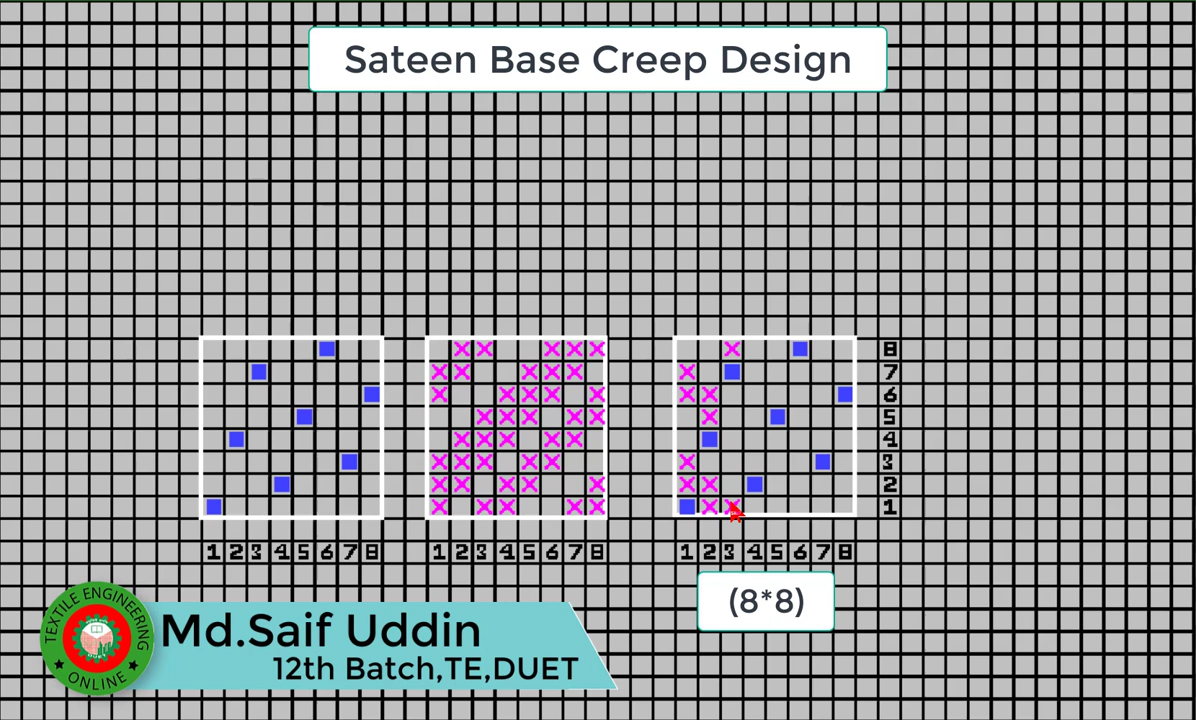 Sateen Base Creep Design
8
7
6
5
4
3
2
1
1 2 3 4 5 6 7 8
1 2 3 4 5 6 7 8
1 2 3 4 5 6 7 8
(8*8)
TEXTILE ENGINEERING
ONLINE
Md.Saif Uddin
12th Batch,TE,DUET